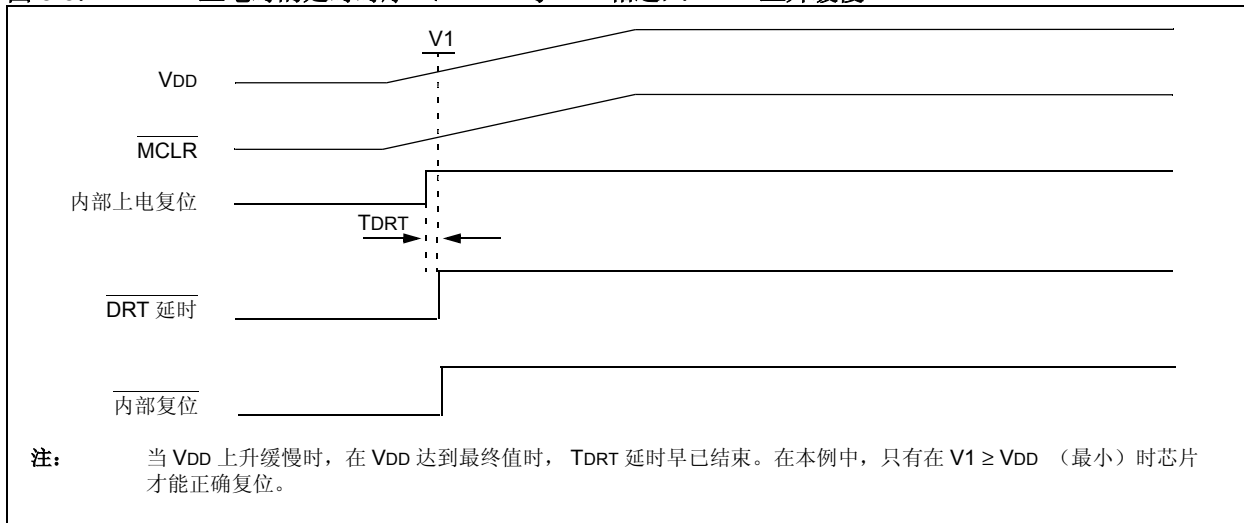 V1
VDD
MCLR
内部上电复位
TDRT
DRT 延时
内部复位
注： 当 VDD 上升缓慢时，在 VDD 达到最终值时， TDRT 延时早已结束。在本例中，只有在 V1 ≥ VDD （最小）时芯片
才能正确复位。